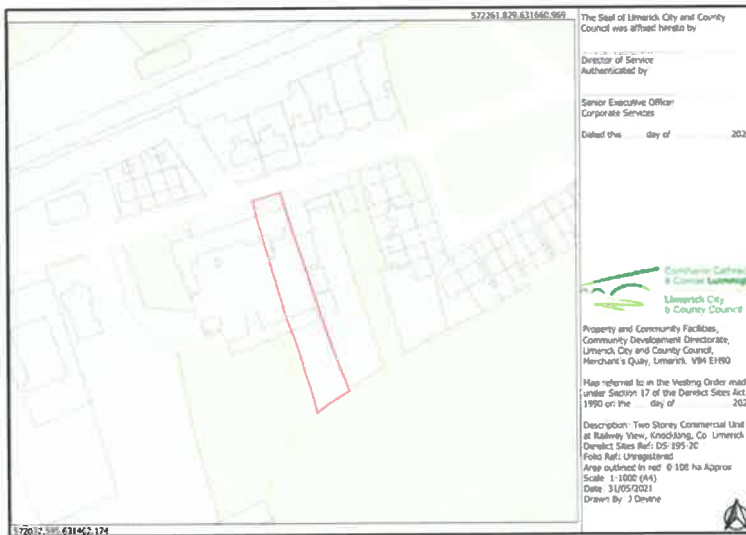 572261.829,631660.969
The Seal of Limerick City and County
Council was affixed hereto by
Director of Service
Authenticated by
Senior Executive Officer
Corporate Services
Dated this day of 202
Limerick City
& County Council
Property and Community Facilities,
Community Development Directorate,
Limerick City and County Council,
Merchant's Quay, Limerick, V94 EH90
Map referred to in the Vesting Order mad
under Section 17 of the Derelict Sites Act
1990 on the day of 202
Description: Two Storey Commercial Unit
at Railway View, Knocklong, Co Limerick
Derelict Sites Ref: DS-195-20
Folio Ref: Unregistered
Area outlined in red 0.108 ha Approx
Scale 1:1000 (A4)
Date 31/05/2021
Drawn By J Devine